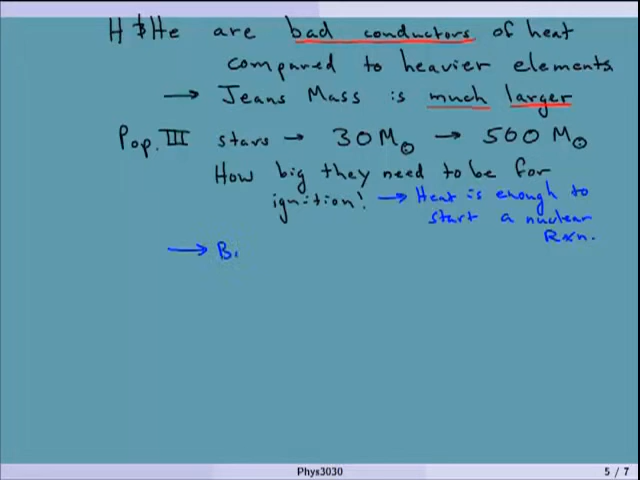 H & He are bad conductors of heat
compared to heavier elements
→ Jeans Mass is much larger
Pop. III stars → 30 M☉ → 500 M☉
How big they need to be for
ignition! → Heat is enough to
start a nuclear
Rxn.
→ B.
Phys3030
5 / 7